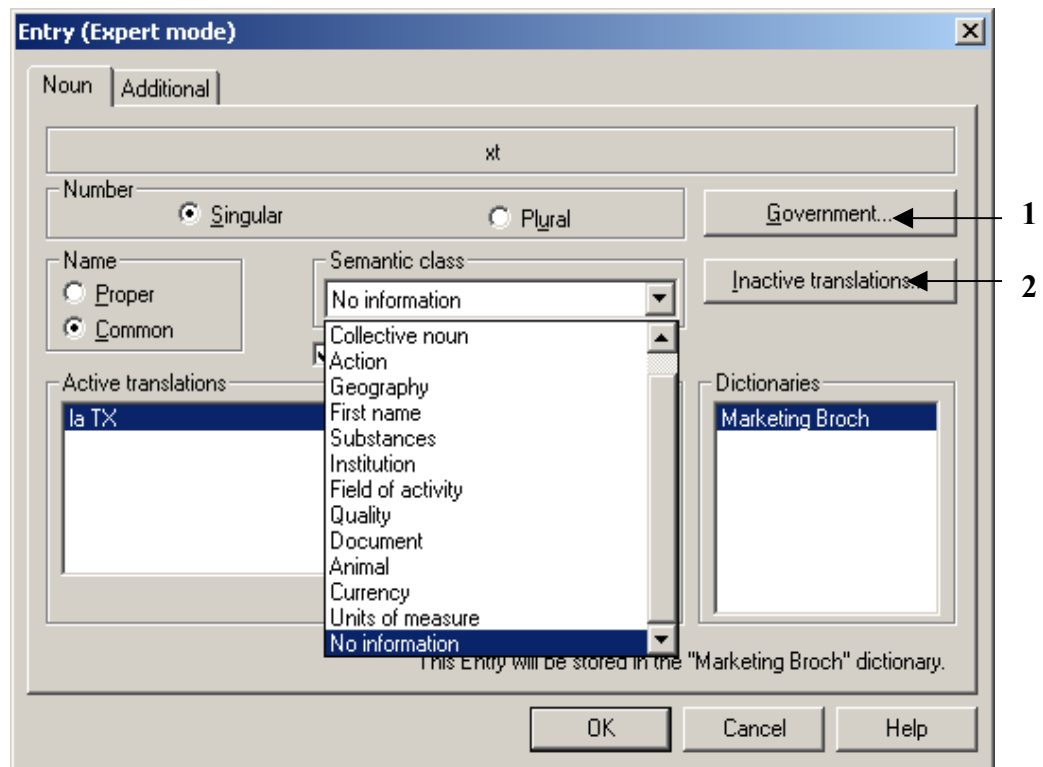 Entry (Expert mode)
Noun
Additional
xt
Number
Singular
Plural
Government...
1
Name
Proper
Common
Semantic class
No information
Inactive translations...
2
Collective noun
Action
Geography
First name
Substances
Institution
Field of activity
Quality
Document
Animal
Currency
Units of measure
No information
Active translations
la TX
Dictionaries
Marketing Broch
This Entry will be stored in the "Marketing Broch" dictionary.
OK
Cancel
Help